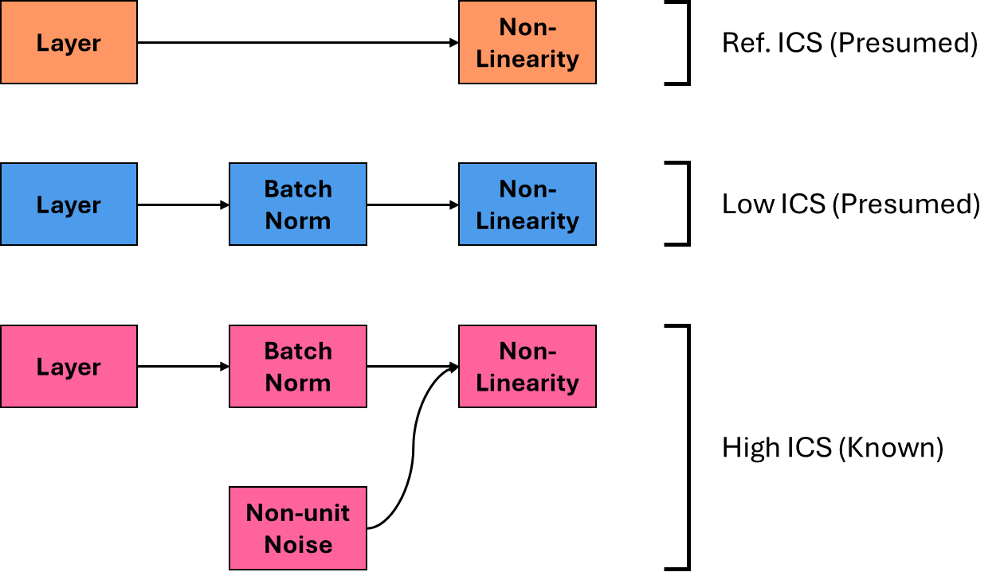 Layer
Non-
Linearity
Ref. ICS (Presumed)
Layer
Batch
Norm
Non-
Linearity
Low ICS (Presumed)
Layer
Batch
Norm
Non-
Linearity
High ICS (Known)
Non-unit
Noise